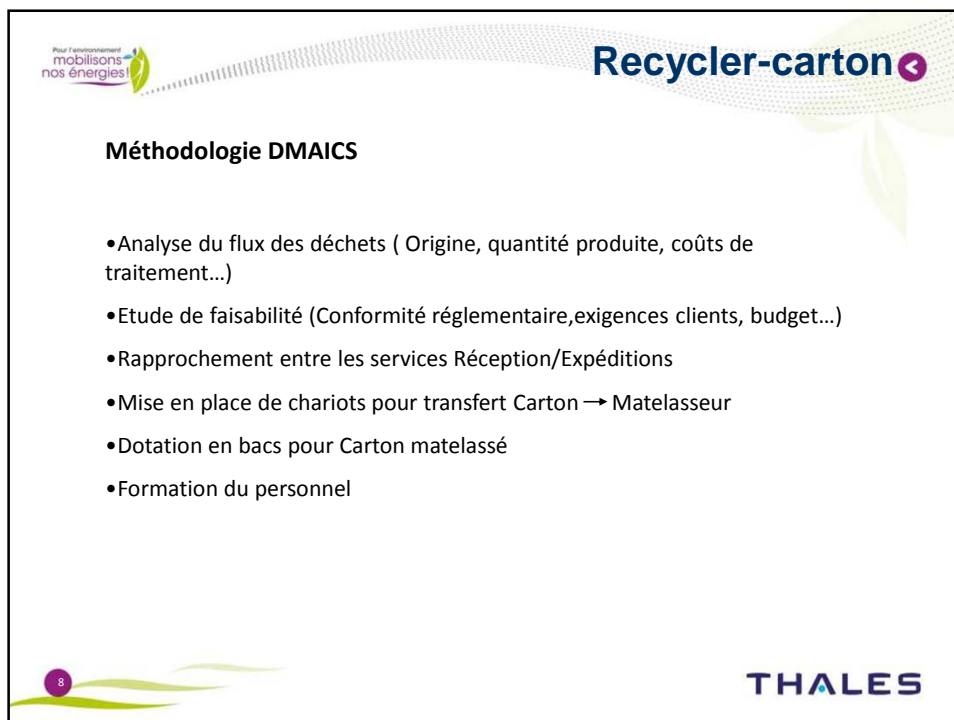 Pour l'environnement
mobilisons
nos énergies!
Recycler-carton
Méthodologie DMAICS
•Analyse du flux des déchets ( Origine, quantité produite, coûts de
traitement…)
•Etude de faisabilité (Conformité réglementaire,exigences clients, budget…)
•Rapprochement entre les services Réception/Expéditions
•Mise en place de chariots pour transfert Carton → Matelasseur
•Dotation en bacs pour Carton matelassé
•Formation du personnel
8
THALES